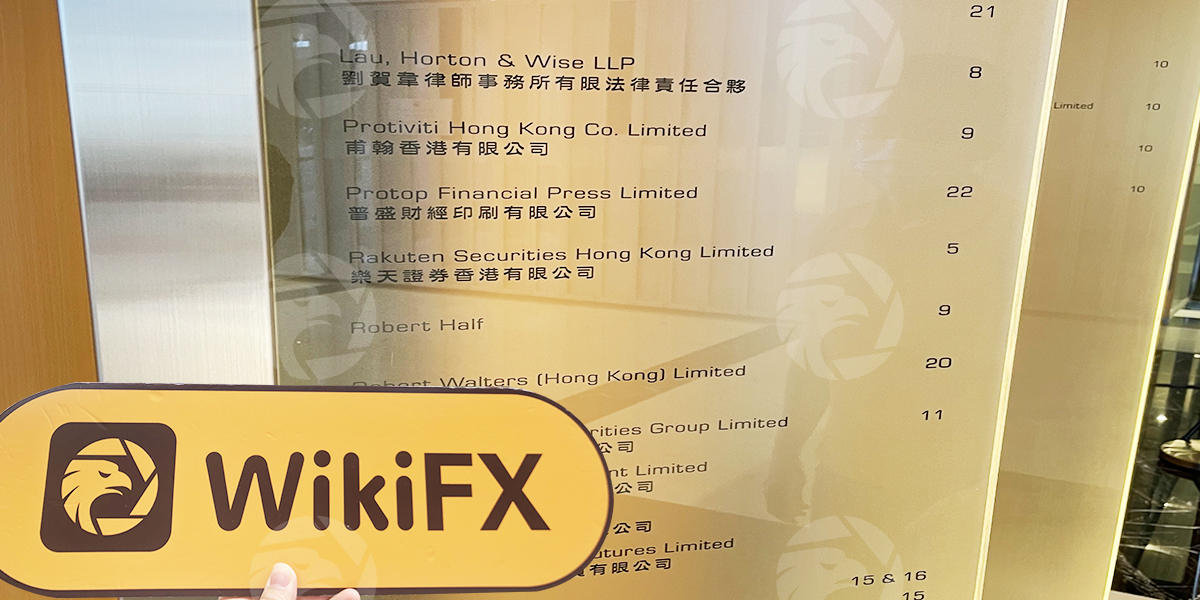 21
Lau, Horton & Wise LLP 8
劉賀韋律師事務所有限法律責任合夥
Protiviti Hong Kong Co. Limited 9
甫瀚香港有限公司
Protop Financial Press Limited 22
普盛財經印刷有限公司
Rakuten Securities Hong Kong Limited 5
樂天證券香港有限公司
Robert Half 9
Robert Walters (Hong Kong) Limited 20
Group Limited 11
公司
Limited
公司
公司
Limited
有限公司
15 & 16
15
10
Limited 10
10
10
WikiFX